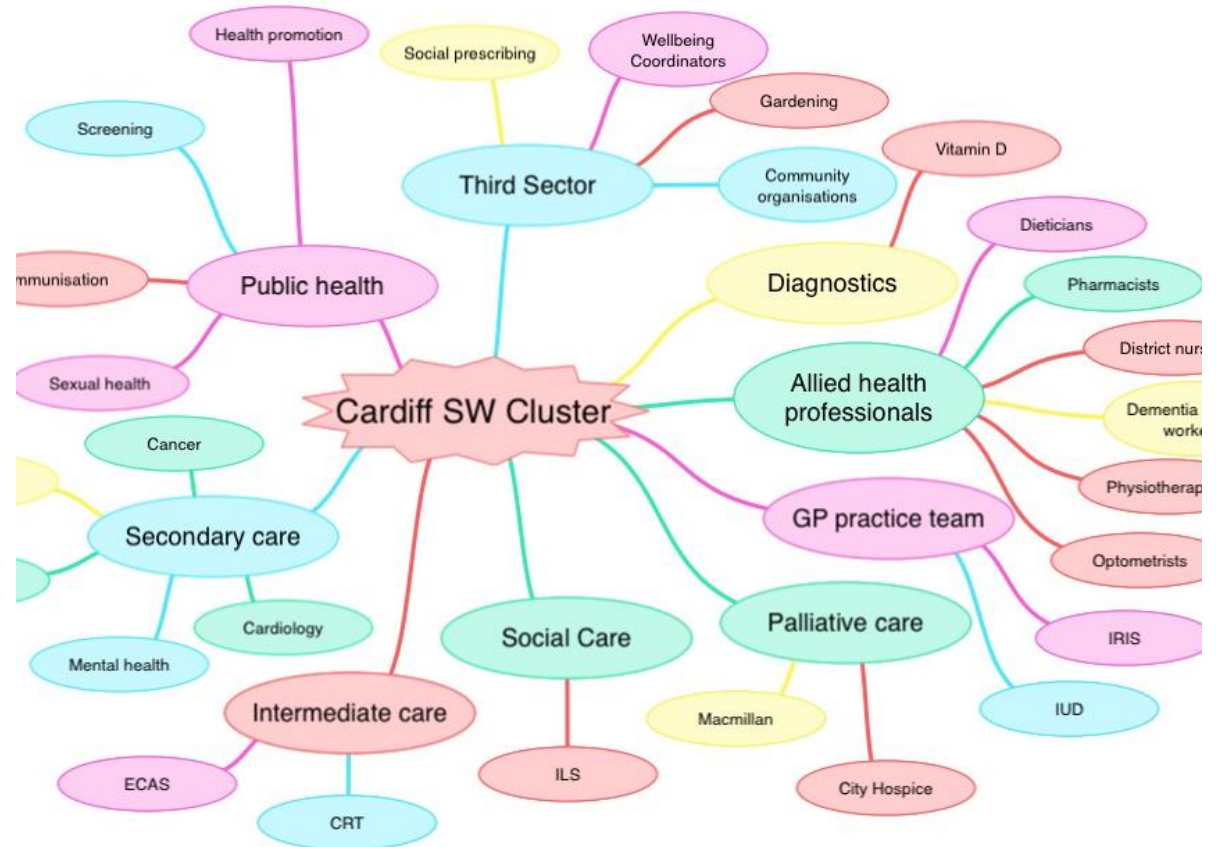 Health promotion
Social prescribing
Wellbeing
Coordinators
Gardening
Screening
Vitamin D
Third Sector
Community
organisations
Dieticians
mmunisation
Public health
Diagnostics
Pharmacists
District nurs
Sexual health
Allied health
professionals
Cardiff SW Cluster
Dementia
worke
Cancer
Physiotherap
GP practice team
Secondary care
Optometrists
Cardiology
Social Care
Palliative care
IRIS
Mental health
Intermediate care
Macmillan
IUD
ECAS
ILS
City Hospice
CRT